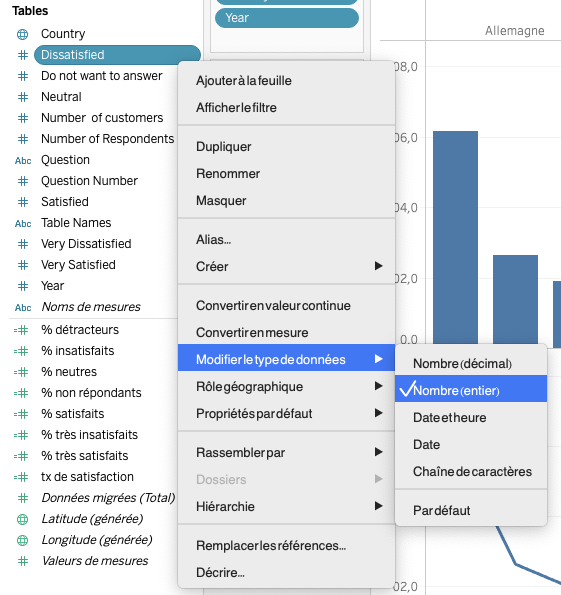 Tables
Country
Dissatisfied
Do not want to answer
Neutral
Number of customers
Number of Respondents
Abc Question
Question Number
Satisfied
Abc Table Names
Very Dissatisfied
Very Satisfied
Year
Abc Noms de mesures
% détracteurs
% insatisfaits
% neutres
% non répondants
% satisfaits
% très insatisfaits
% très satisfaits
tx de satisfaction
Données migrées (Total)
Latitude (générée)
Longitude (générée)
Valeurs de mesures
Year
Ajouter à la feuille
Afficher le filtre
Dupliquer
Renommer
Masquer
Alias...
Créer
Convertir en valeur continue
Convertir en mesure
Modifier le type de données
Rôle géographique
Propriétés par défaut
Rassembler par
Dossiers
Hiérarchie
Remplacer les références...
Décrire...
Nombre (décimal)
Nombre (entier)
Date et heure
Date
Chaîne de caractères
Par défaut
Allemagne
08,0
06,0
04,0
02,0
0.0
02,0